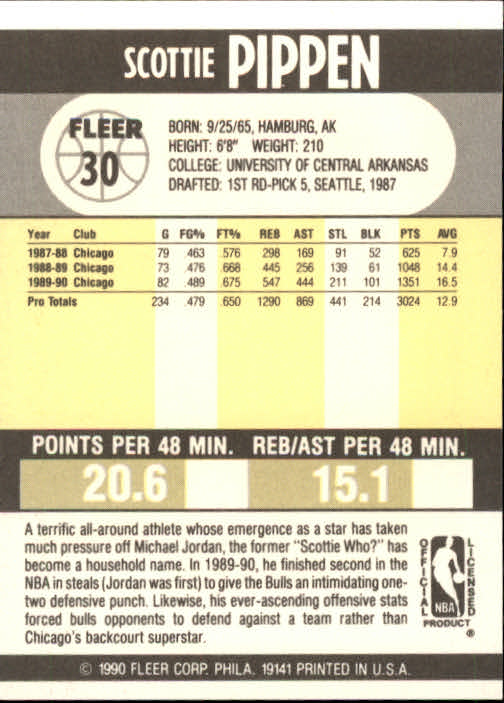 SCOTTIE PIPPEN
FLEER
30
BORN: 9/25/65, HAMBURG, AK
HEIGHT: 6'8" WEIGHT: 210
COLLEGE: UNIVERSITY OF CENTRAL ARKANSAS
DRAFTED: 1ST RD-PICK 5, SEATTLE, 1987
Year Club G FG% FT% REB AST STL BLK PTS AVG
1987-88 Chicago 79 .463 .576 298 169 91 52 625 7.9
1988-89 Chicago 73 .476 .668 445 256 139 61 1048 14.4
1989-90 Chicago 82 .489 .675 547 444 211 101 1351 16.5
Pro Totals 234 .479 .650 1290 869 441 214 3024 12.9
POINTS PER 48 MIN. REB/AST PER 48 MIN.
20.6 15.1
A terrific all-around athlete whose emergence as a star has taken
much pressure off Michael Jordan, the former "Scottie Who?" has
become a household name. In 1989-90, he finished second in the
NBA in steals (Jordan was first) to give the Bulls an intimidating one-
two defensive punch. Likewise, his ever-ascending offensive stats
forced bulls opponents to defend against a team rather than
Chicago's backcourt superstar.
OFFICIAL
LICENSED
NBA
PRODUCT
®
© 1990 FLEER CORP. PHILA. 19141 PRINTED IN U.S.A.